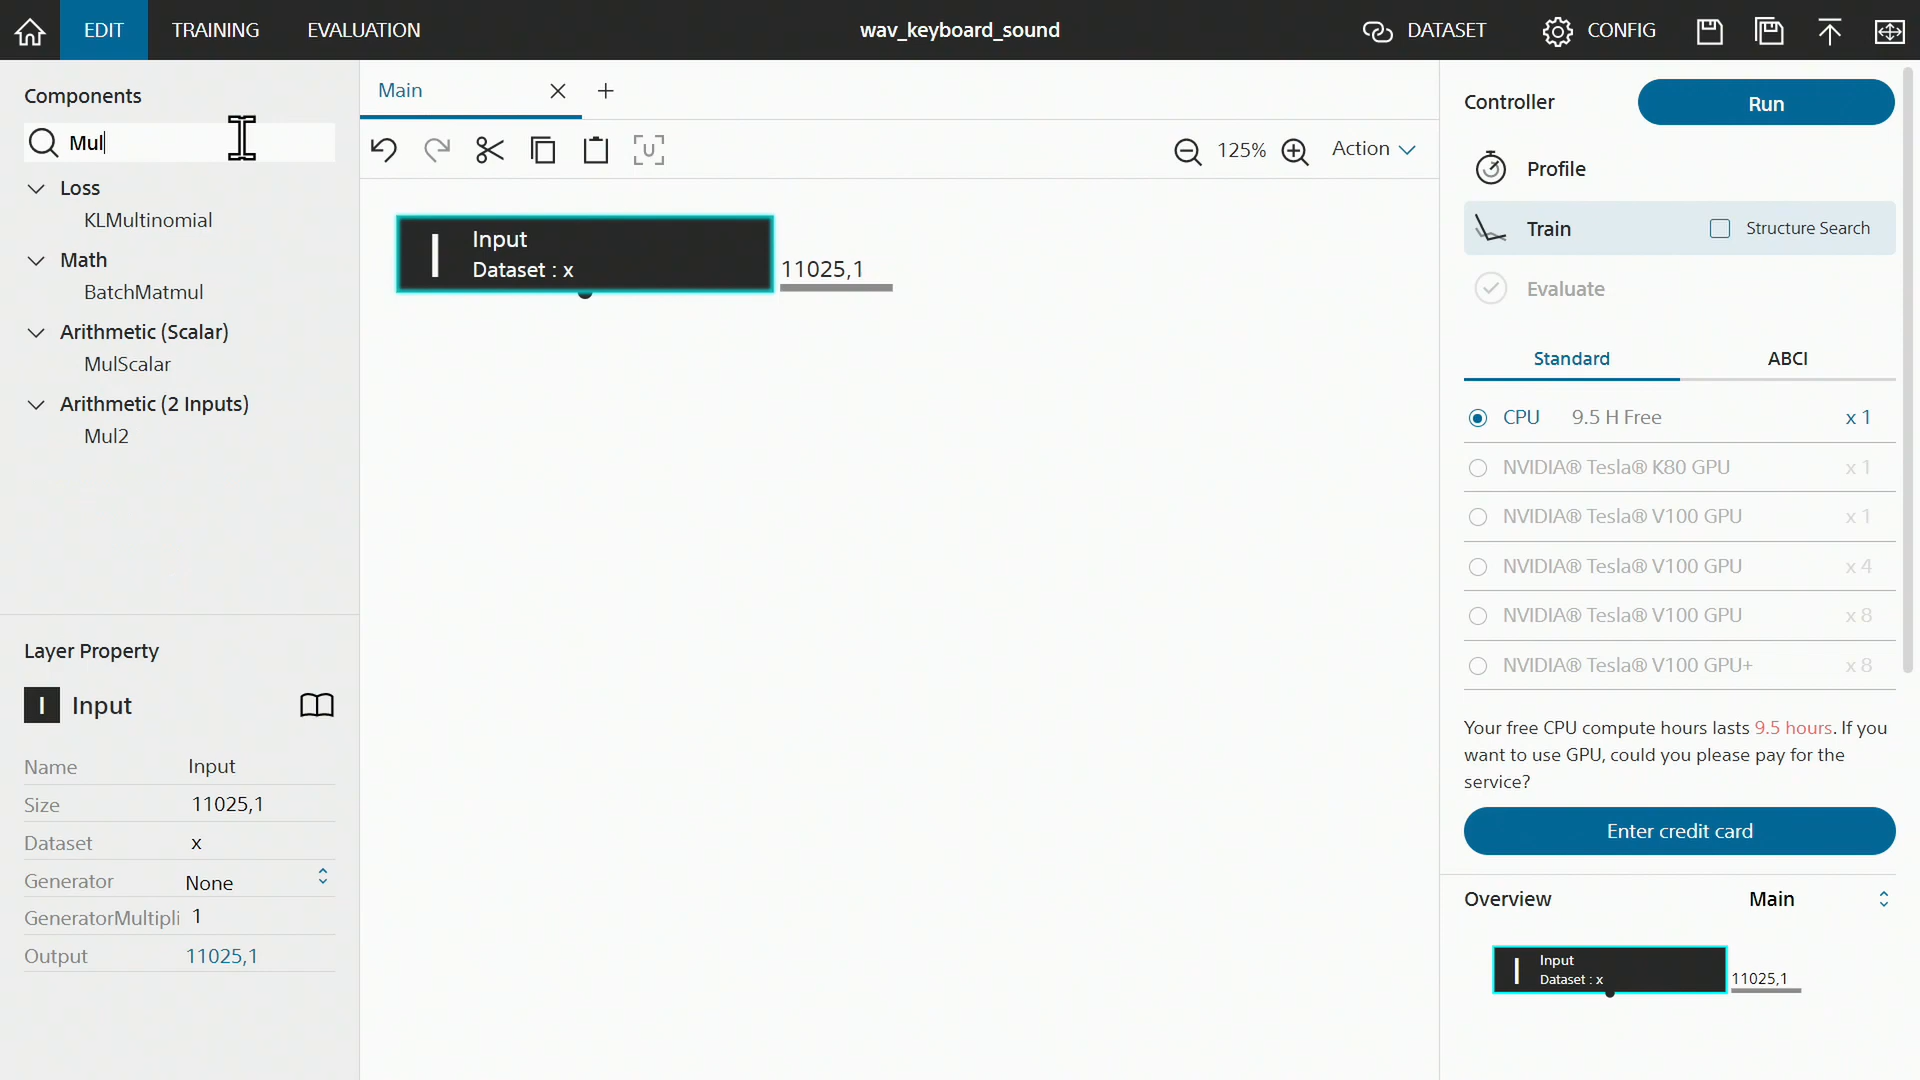 EDIT
TRAINING
EVALUATION
wav_keyboard_sound
DATASET
CONFIG
Components
Mul
Loss
KLMultinomial
Math
BatchMatmul
Arithmetic (Scalar)
MulScalar
Arithmetic (2 Inputs)
Mul2
Layer Property
I Input
Name Input
Size 11025,1
Dataset x
Generator None
GeneratorMultipli 1
Output 11025,1
Main
125%
Action
I
Input
Dataset : x
11025,1
Controller
Run
Profile
Train
Structure Search
Evaluate
Standard
ABCI
CPU 9.5 H Free x 1
NVIDIA® Tesla® K80 GPU x 1
NVIDIA® Tesla® V100 GPU x 1
NVIDIA® Tesla® V100 GPU x 4
NVIDIA® Tesla® V100 GPU x 8
NVIDIA® Tesla® V100 GPU+ x 8
Your free CPU compute hours lasts 9.5 hours. If you
want to use GPU, could you please pay for the
service?
Enter credit card
Overview
Main
I
Input
Dataset : x
11025,1